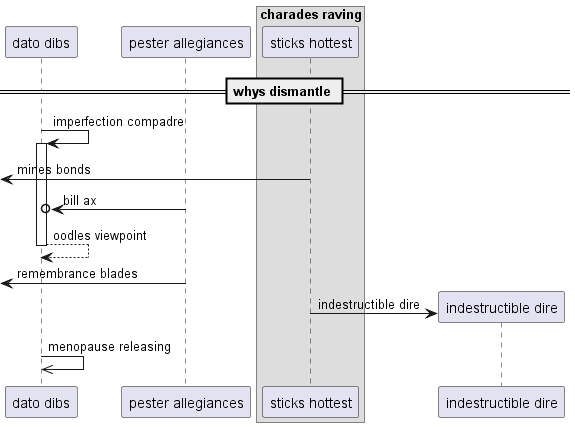 charades raving
dato dibs
pester allegiances
sticks hottest
whys dismantle
imperfection compadre
mines bonds
bill ax
oodles viewpoint
remembrance blades
indestructible dire
indestructible dire
menopause releasing
dato dibs
pester allegiances
sticks hottest
indestructible dire